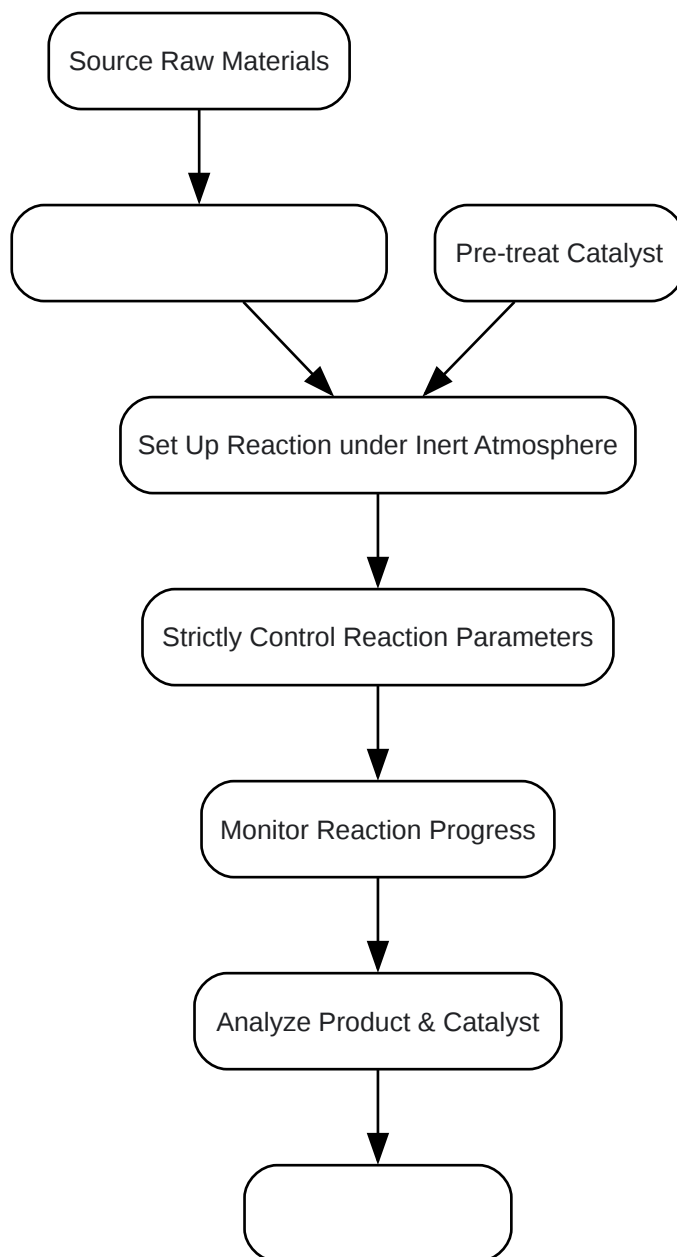 Source Raw Materials
Pre-treat Catalyst
Set Up Reaction under Inert Atmosphere
Strictly Control Reaction Parameters
Monitor Reaction Progress
Analyze Product & Catalyst